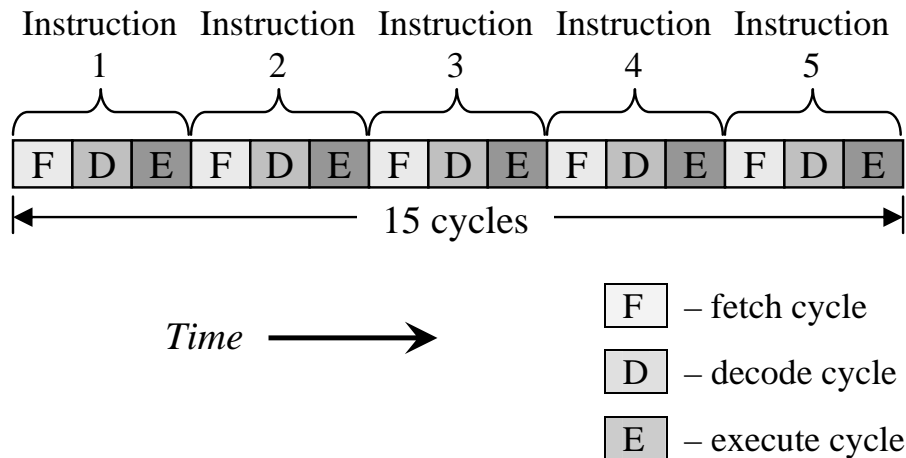 Instruction Instruction Instruction Instruction Instruction
1 2 3 4 5
F D E F D E F D E F D E F D E
15 cycles
F – fetch cycle
Time
D – decode cycle
E – execute cycle